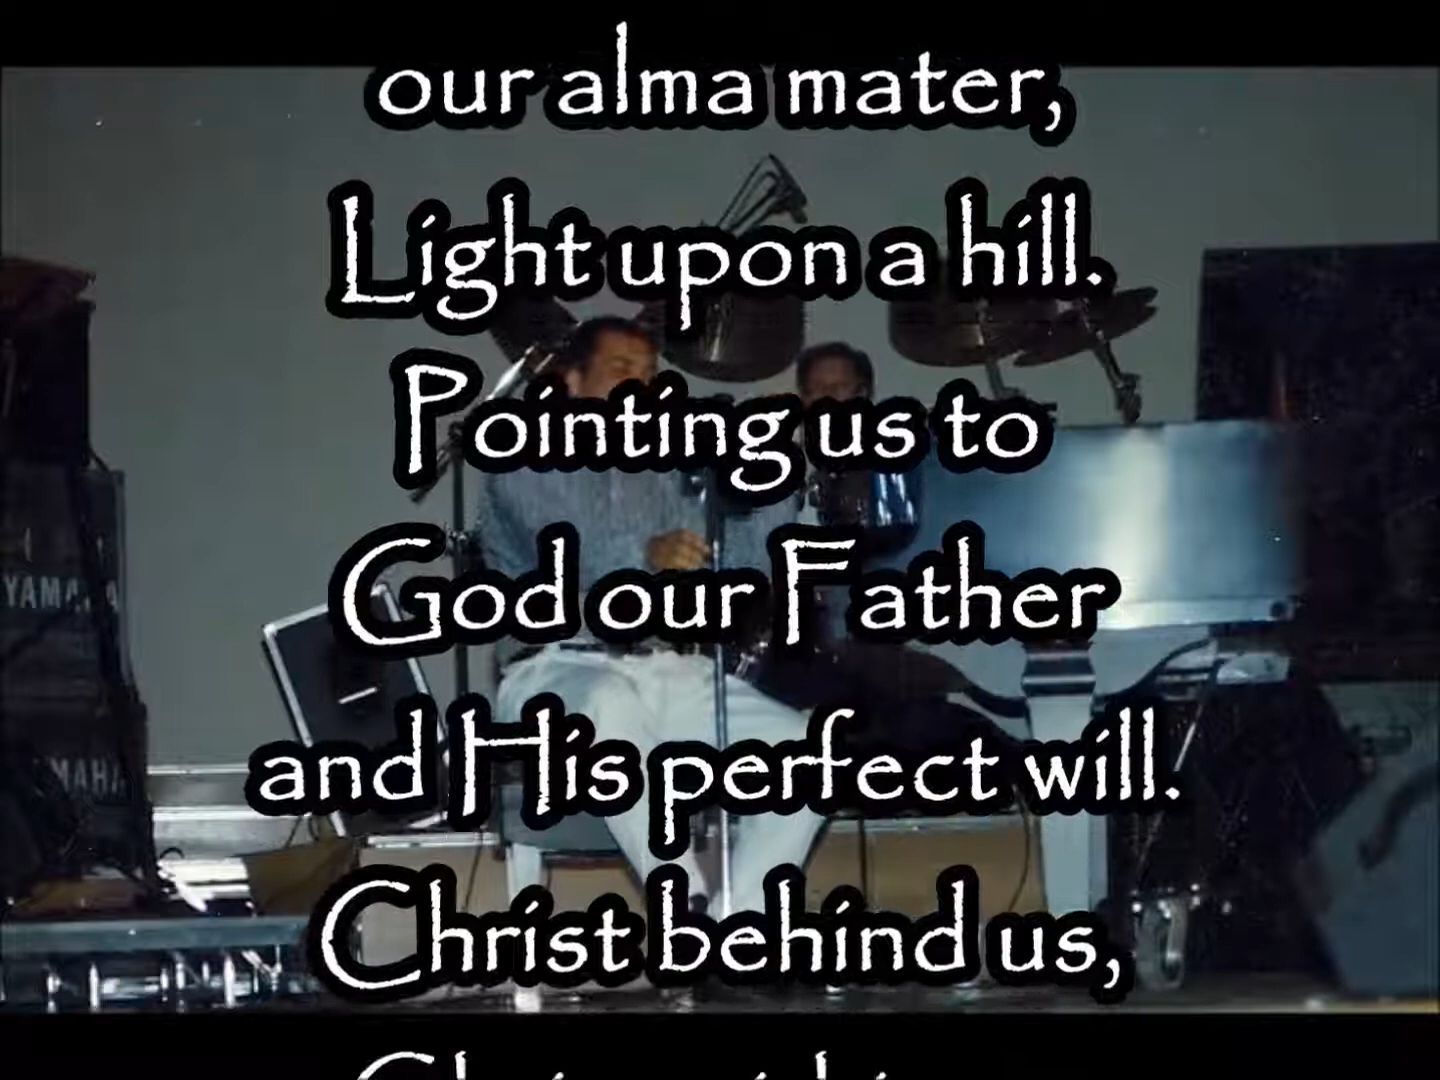 our alma mater,
Light upon a hill.
Pointing us to
God our Father
and His perfect will.
Christ behind us,
YAMAHA